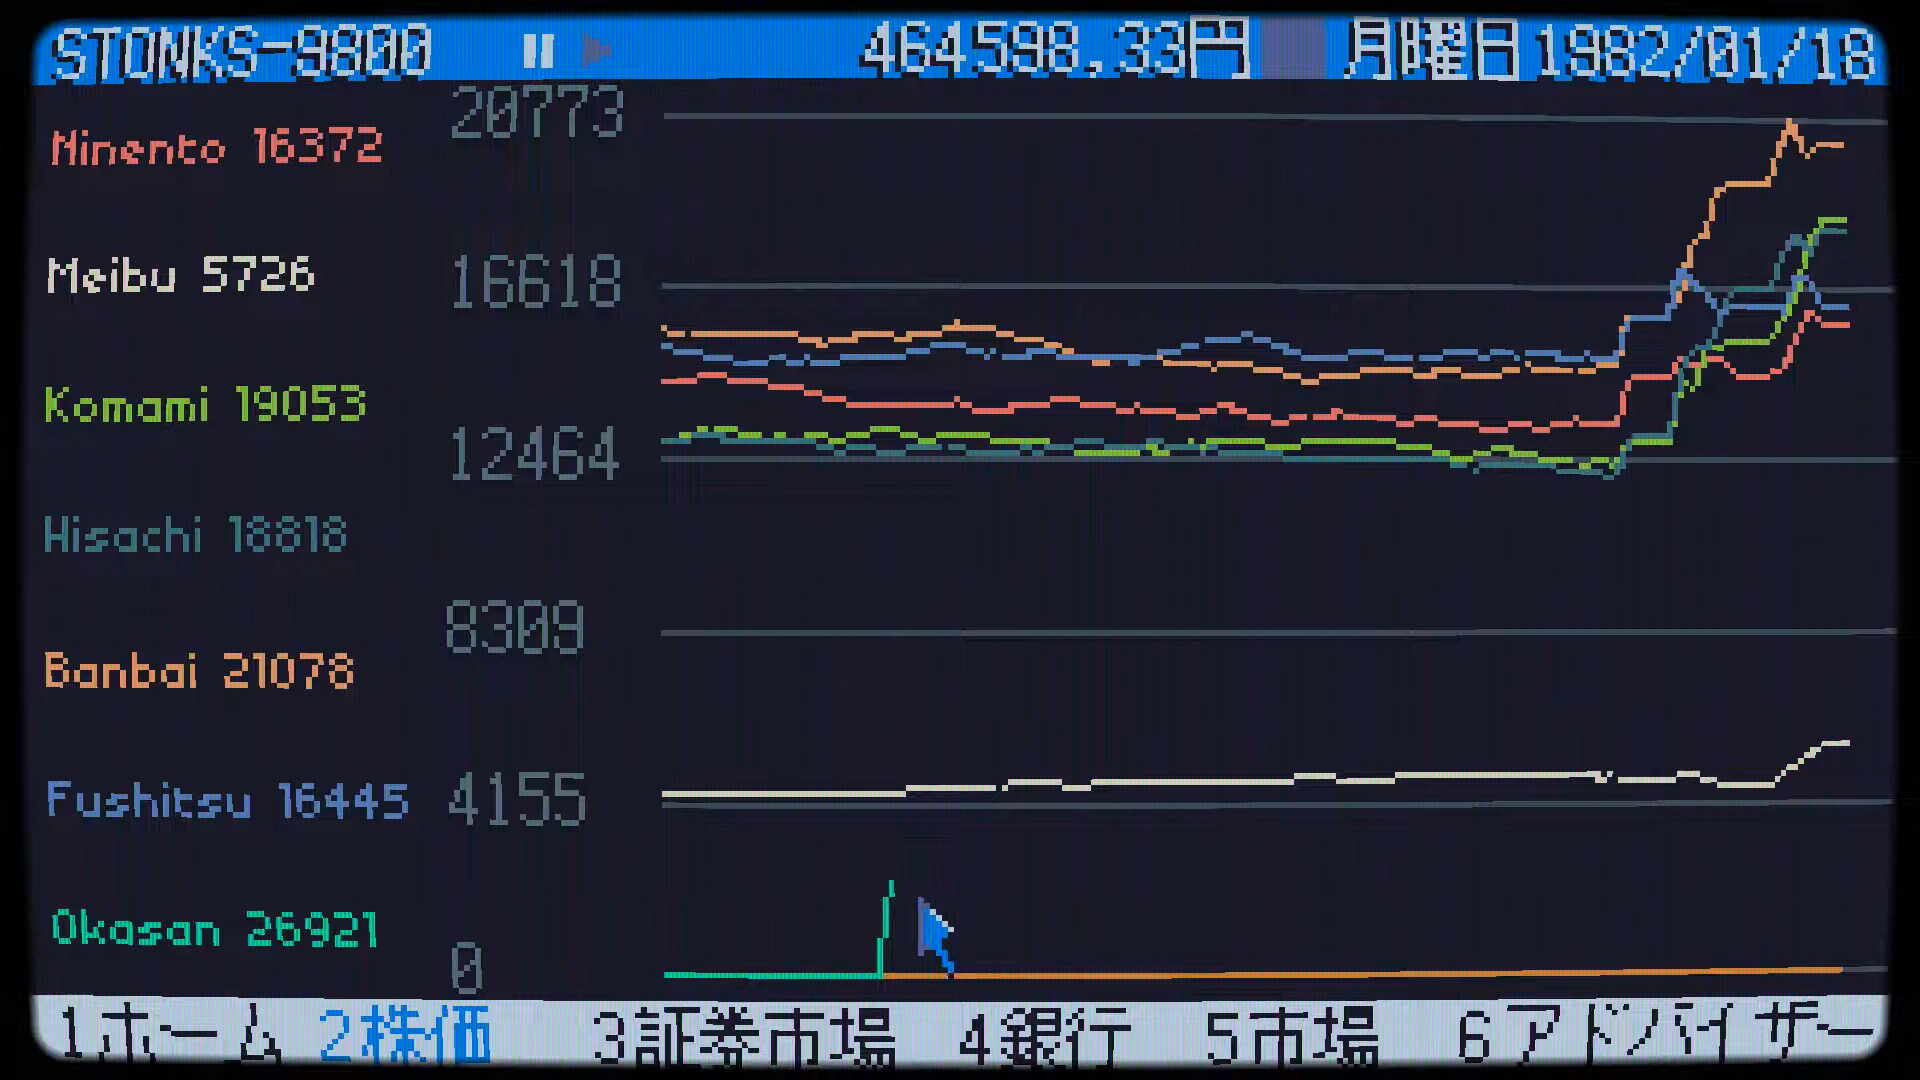 STONKS-9800 464598.33円 月曜日 1982/01/18
20773
Ninento 16372
Meibu 5726
16618
Komami 19053
12464
Hisachi 18818
8309
Banbai 21078
Fushitsu 16445
4155
Okasan 26921
0
1ホーム 2株価 3証券市場 4銀行 5市場 6アドバイザー